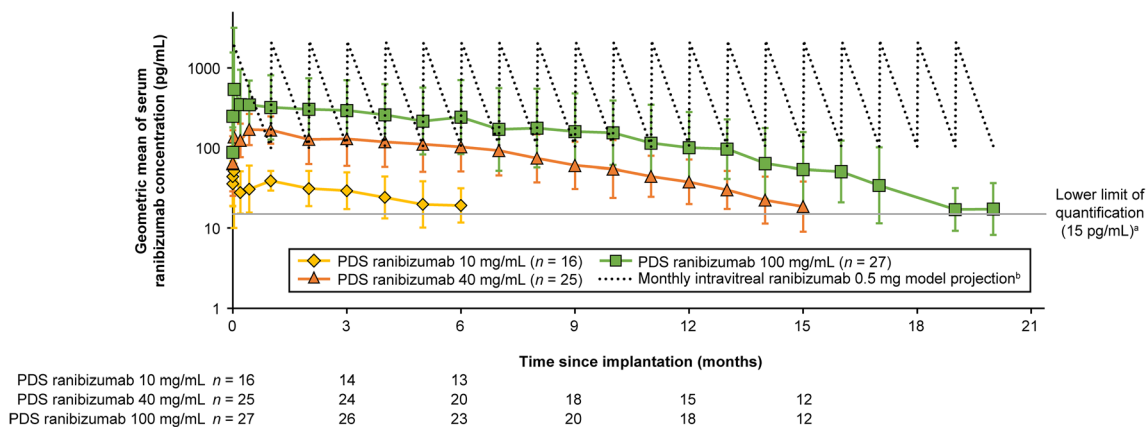 Geometric mean of serum
ranibizumab concentration (pg/mL)
1000
100
10
1
0
3
6
9
12
15
18
21
Lower limit of
quantification
(15 pg/mL)ᵃ
PDS ranibizumab 10 mg/mL (n = 16)
PDS ranibizumab 100 mg/mL (n = 27)
PDS ranibizumab 40 mg/mL (n = 25)
Monthly intravitreal ranibizumab 0.5 mg model projectionᵇ
Time since implantation (months)
PDS ranibizumab 10 mg/mL n = 16 14 13
PDS ranibizumab 40 mg/mL n = 25 24 20 18 15 12
PDS ranibizumab 100 mg/mL n = 27 26 23 20 18 12